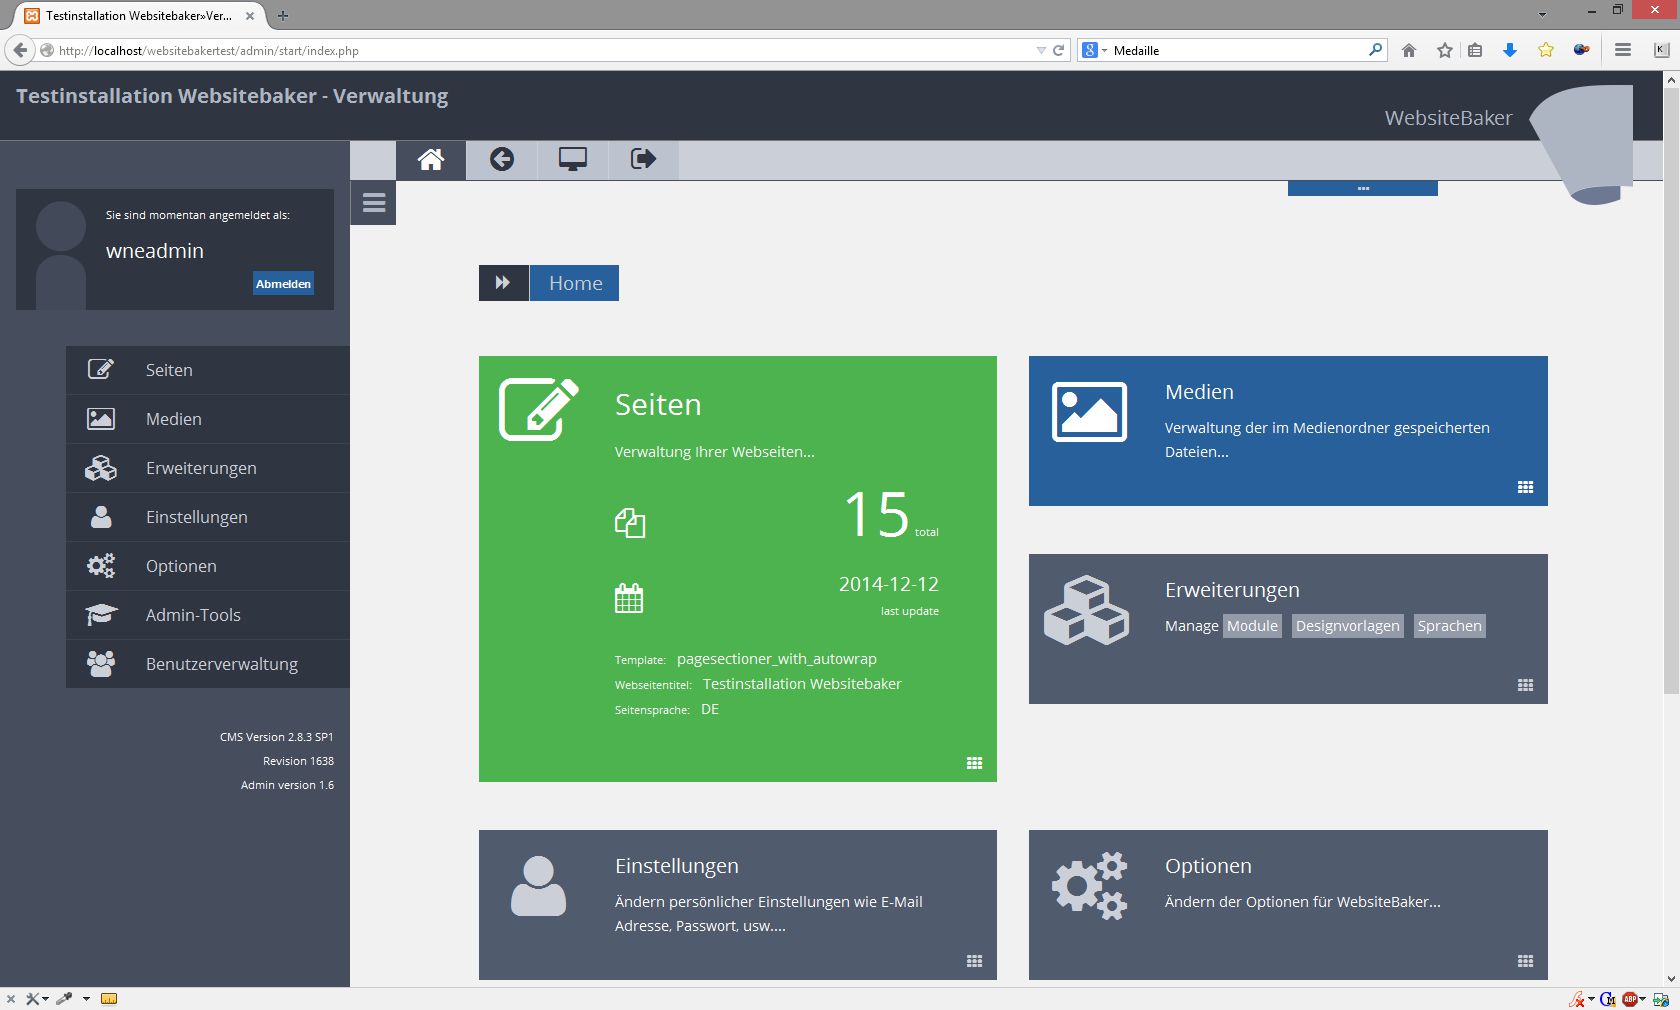 Testinstallation Websitebaker»Ver...
http://localhost/websitebakertest/admin/start/index.php
Medaille
Testinstallation Websitebaker - Verwaltung
WebsiteBaker
Sie sind momentan angemeldet als:
wneadmin
Abmelden
Seiten
Medien
Erweiterungen
Einstellungen
Optionen
Admin-Tools
Benutzerverwaltung
CMS Version 2.8.3 SP1
Revision 1638
Admin version 1.6
Home
Seiten
Verwaltung Ihrer Webseiten...
15 total
2014-12-12
last update
Template: pagesectioner_with_autowrap
Webseitentitel: Testinstallation Websitebaker
Seitensprache: DE
Medien
Verwaltung der im Medienordner gespeicherten
Dateien...
Erweiterungen
Manage Module Designvorlagen Sprachen
Einstellungen
Ändern persönlicher Einstellungen wie E-Mail
Adresse, Passwort, usw....
Optionen
Ändern der Optionen für WebsiteBaker...
ABP